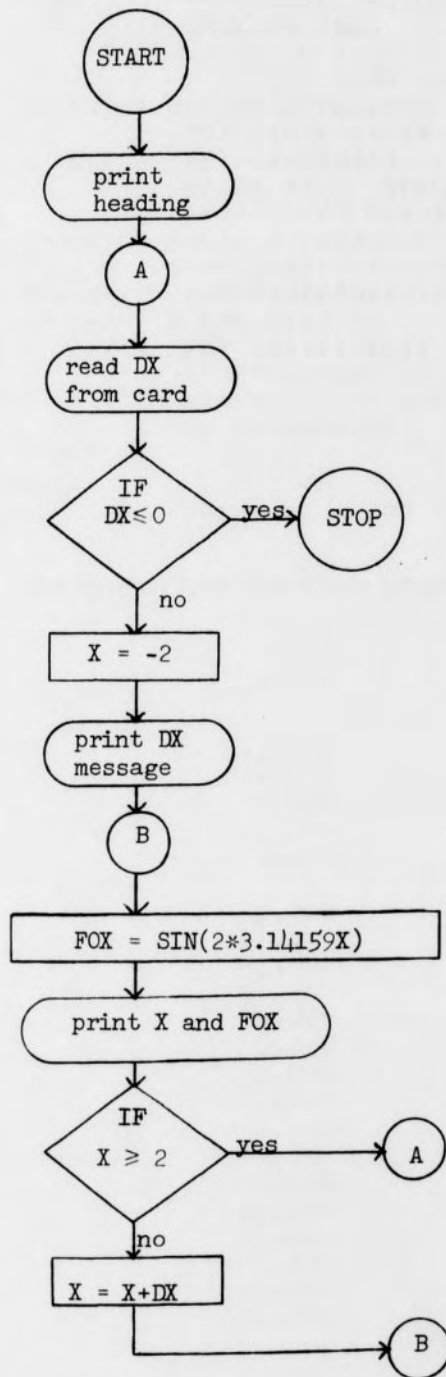 START
print
heading
A
read DX
from card
IF
DX≤0
yes
STOP
no
X = -2
print DX
message
B
FOX = SIN(2*3.14159X)
print X and FOX
IF
X ≥ 2
yes
A
no
X = X+DX
B